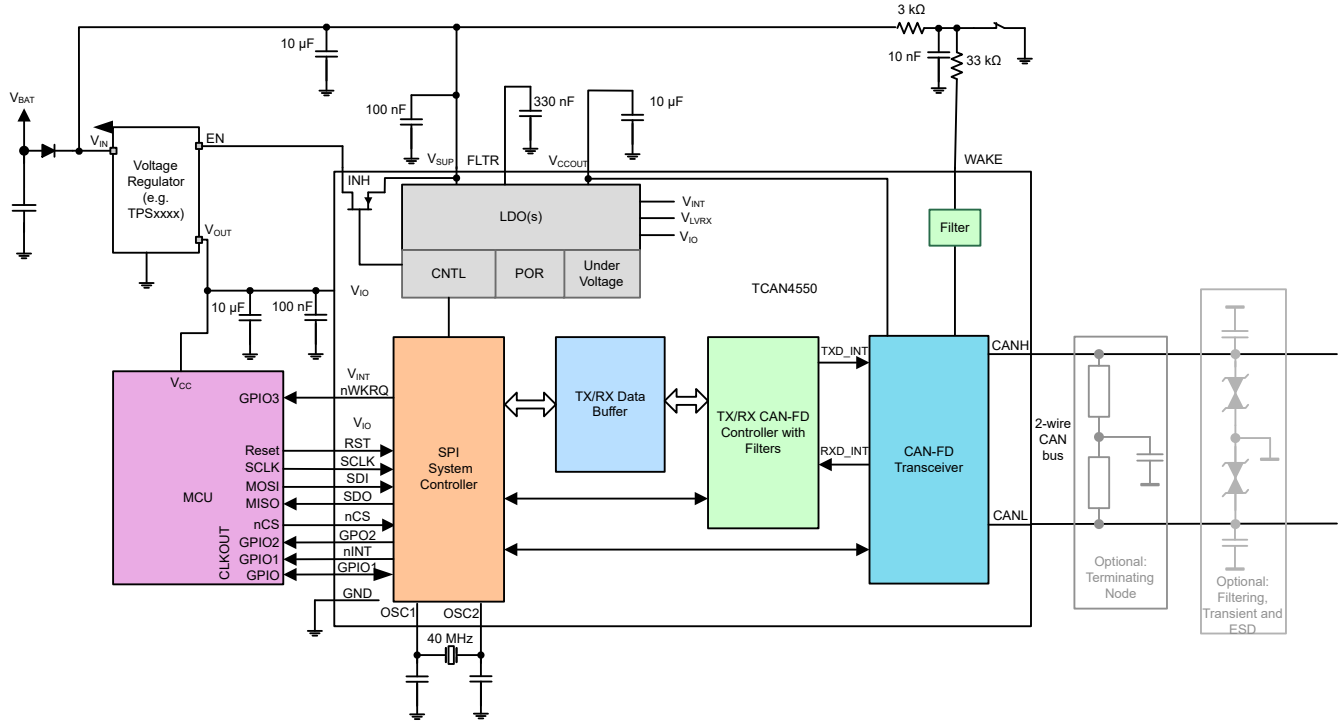 3 kΩ
10 µF
10 nF
33 kΩ
VBAT
100 nF
330 nF
10 µF
VIN
EN
VSUP
FLTR
VCCOUT
WAKE
Voltage
Regulator
(e.g.
TPSxxxx)
INH
LDO(s)
VINT
VLVRX
VIO
Filter
VOUT
CNTL
POR
Under
Voltage
TCAN4550
VIO
10 µF
100 nF
VCC
GPIO3
VINT
nWKRQ
VIO
TXD_INT
CANH
TX/RX Data
Buffer
TX/RX CAN-FD
Controller with
Filters
2-wire
CAN
bus
Reset
RST
SCLK
SCLK
MOSI
SDI
MISO
SDO
nCS
nCS
GPIO2
GPO2
GPIO1
nINT
GPIO
GPIO1
MCU
CLKOUT
SPI
System
Controller
RXD_INT
CAN-FD
Transceiver
CANL
GND
OSC1
OSC2
40 MHz
Optional:
Terminating
Node
Optional:
Filtering,
Transient and
ESD